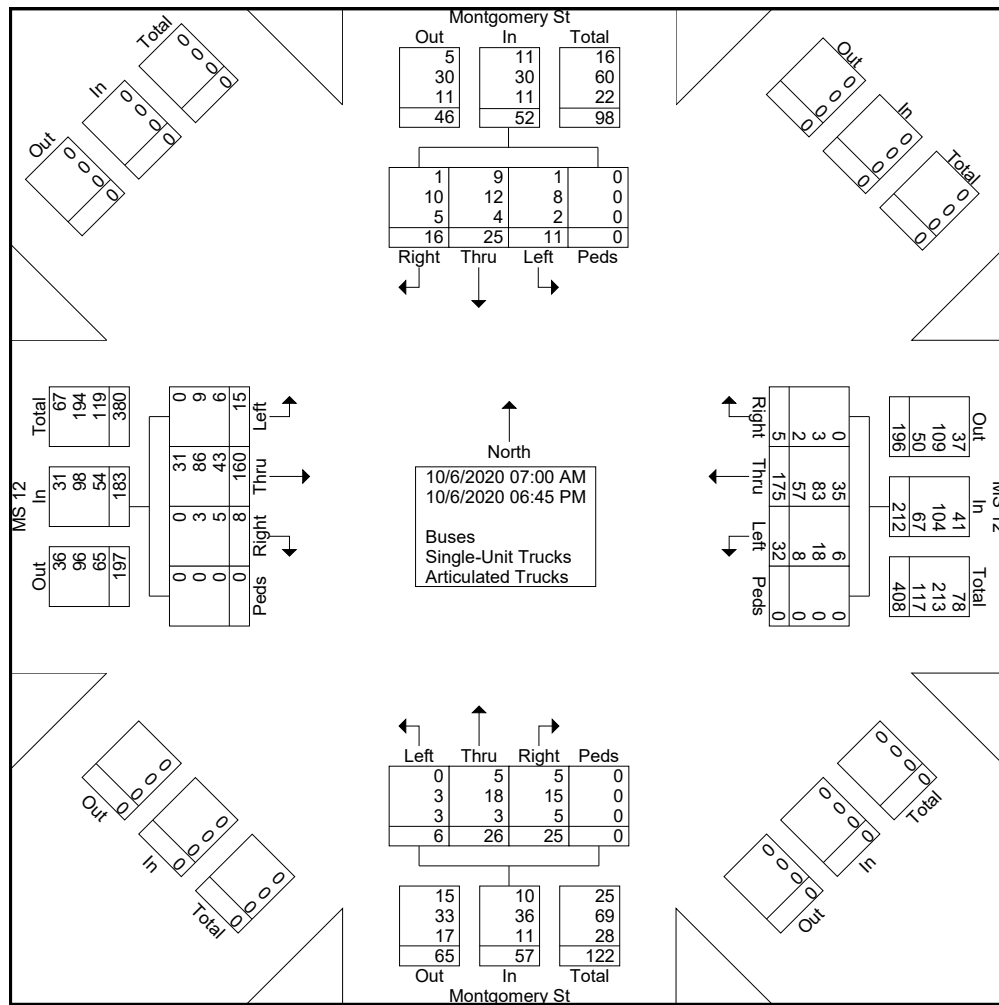 Montgomery St
Out In Total
5 11 16
30 30 60
11 11 22
46 52 98
1 9 1 0
10 12 8 0
5 4 2 0
16 25 11 0
Right Thru Left Peds
Total
0 0 0 0
In
0 0 0 0
Out
0 0 0 0
Out
0 0 0 0
In
0 0 0 0
Total
0 0 0 0
MS 12
Total
67 194 119 380
In
31 98 54 183
Out
36 96 65 197
Left
0 9 6 15
Thru
31 86 43 160
Right
0 3 5 8
Peds
0 0 0 0
North
10/6/2020 07:00 AM
10/6/2020 06:45 PM
Buses
Single-Unit Trucks
Articulated Trucks
Right
0 3 2 5
Thru
35 83 57 175
Left
6 18 8 32
Peds
0 0 0 0
MS 12
Out
37 109 50 196
In
41 104 67 212
Total
78 213 117 408
Left Thru Right Peds
0 5 5 0
3 18 15 0
3 3 5 0
6 26 25 0
15 10 25
33 36 69
17 11 28
65 57 122
Out In Total
Montgomery St
Out
0 0 0 0
In
0 0 0 0
Total
0 0 0 0
Total
0 0 0 0
In
0 0 0 0
Out
0 0 0 0